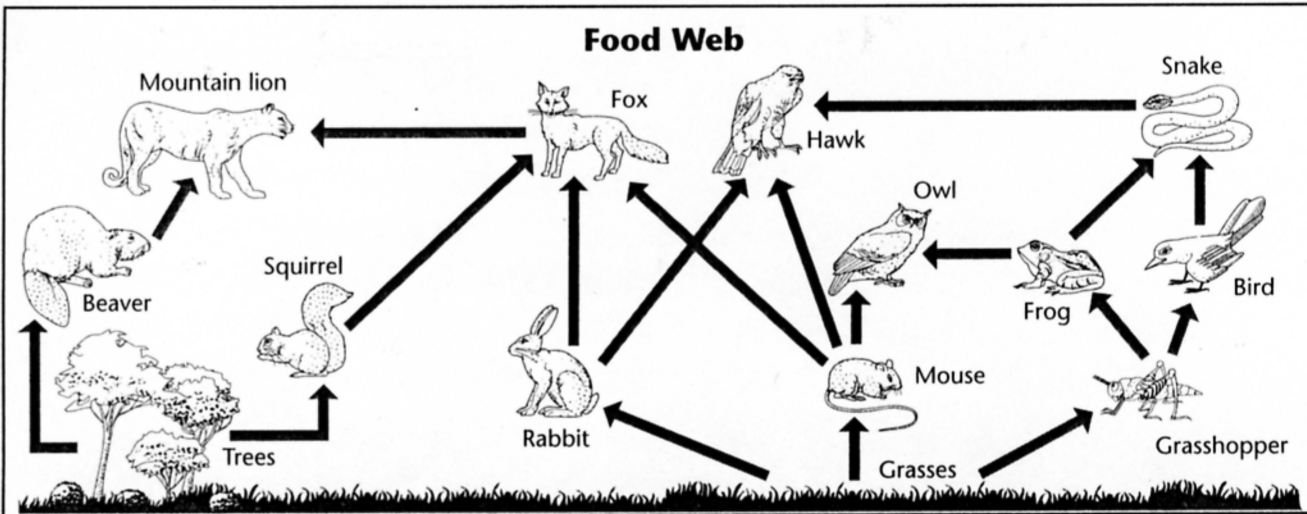 Food Web
Mountain lion
Fox
Hawk
Snake
Owl
Beaver
Squirrel
Frog
Bird
Rabbit
Mouse
Trees
Grasses
Grasshopper